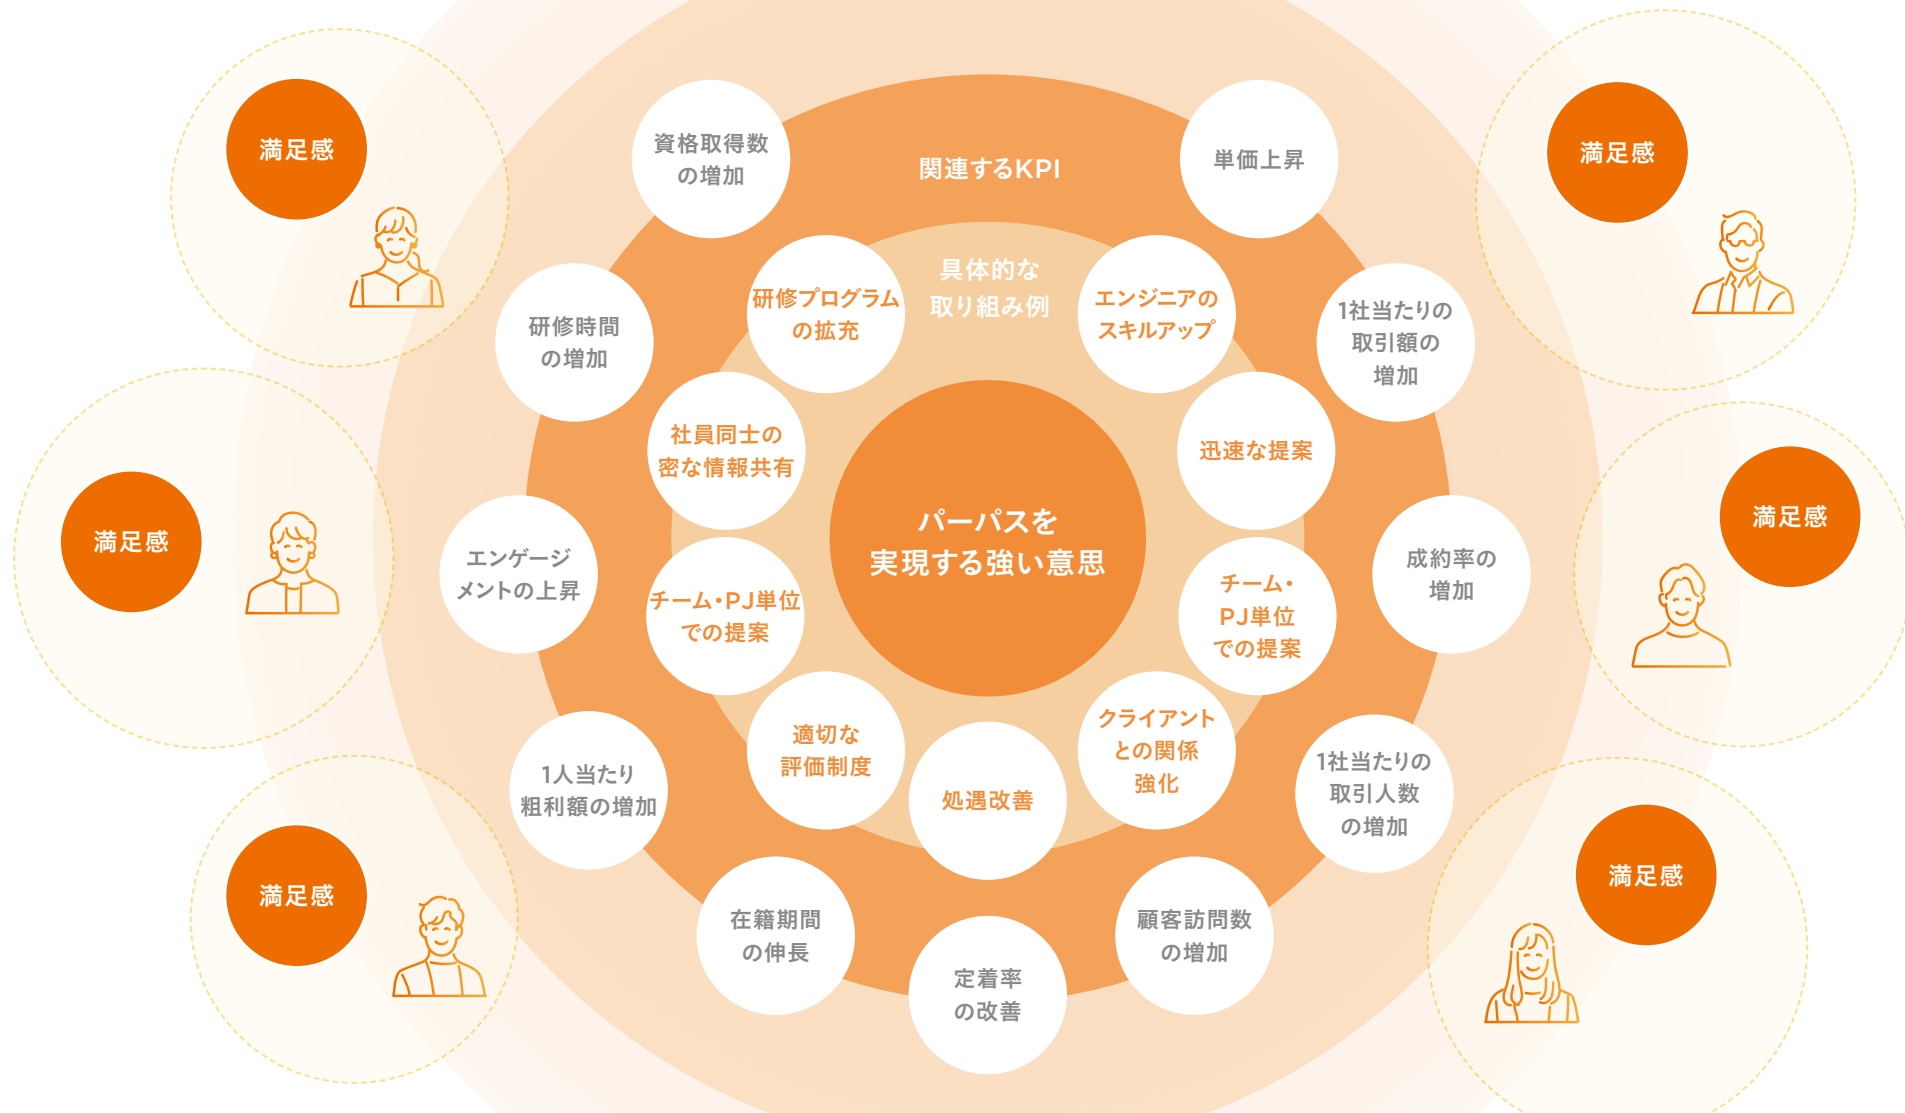 満足感
満足感
資格取得数
の増加
関連するKPI
単価上昇
具体的な
取り組み例
研修プログラム
の拡充
エンジニアの
スキルアップ
研修時間
の増加
1社当たりの
取引額の
増加
社員同士の
密な情報共有
迅速な提案
満足感
満足感
パーパスを
実現する強い意思
エンゲージ
メントの上昇
成約率の
増加
チーム・PJ単位
での提案
チーム・
PJ単位
での提案
適切な
評価制度
クライアント
との関係
強化
処遇改善
1人当たり
粗利額の増加
1社当たりの
取引人数
の増加
満足感
満足感
在籍期間
の伸長
顧客訪問数
の増加
定着率
の改善